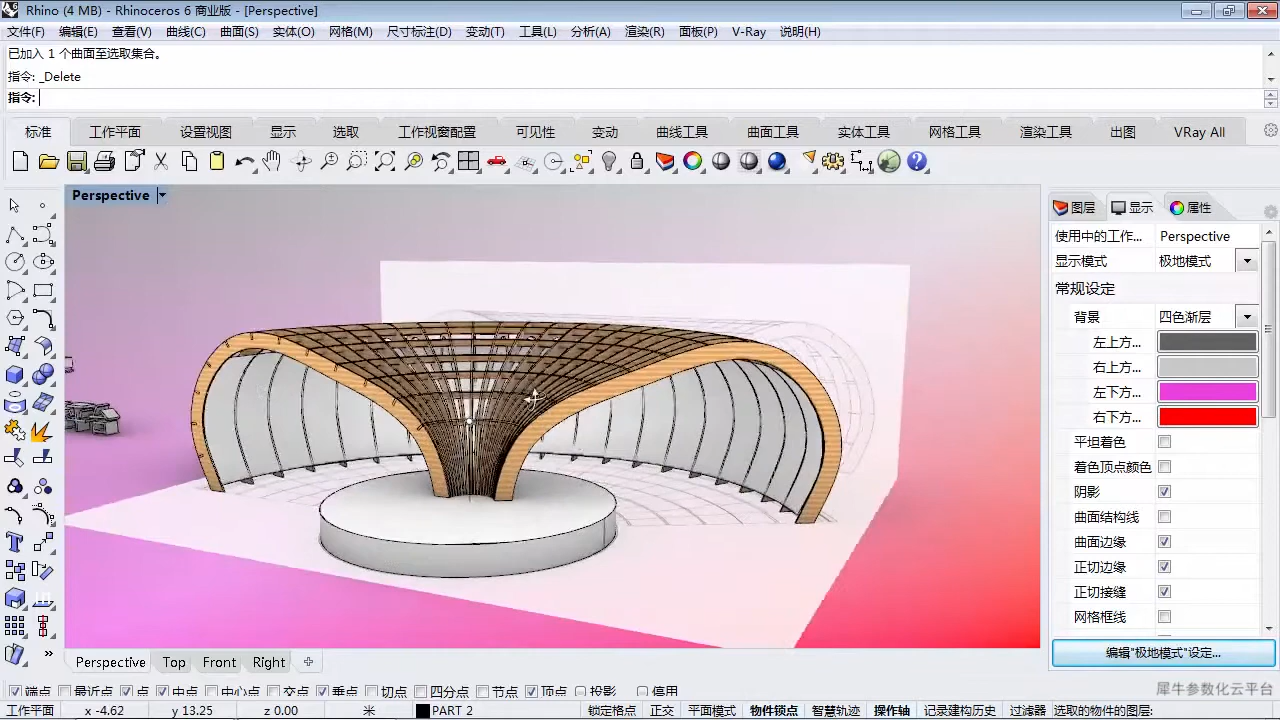 Rhino (4 MB) - Rhinoceros 6 商业版 - [Perspective]
文件(F) 编辑(E) 查看(V) 曲线(C) 曲面(S) 实体(O) 网格(M) 尺寸标注(D) 变动(T) 工具(L) 分析(A) 渲染(R) 面板(P) V-Ray 说明(H)
已加入 1 个曲面至选取集合。
指令: _Delete
指令:
标准 工作平面 设置视图 显示 选取 工作视窗配置 可见性 变动 曲线工具 曲面工具 实体工具 网格工具 渲染工具 出图 VRay All
Perspective
图层 显示 属性
使用中的工作... Perspective
显示模式 极地模式
常规设定
背景 四色渐层
左上方...
右上方...
左下方...
右下方...
平坦着色
着色顶点颜色
阴影
曲面结构线
曲面边缘
正切边缘
正切接缝
网格框线
编辑"极地模式"设定...
Perspective Top Front Right
端点 最近点 点 中点 中心点 交点 垂点 切点 四分点 节点 顶点 投影 停用
犀牛参数化云平台
工作平面 x -4.62 y 13.25 z 0.00 米 PART 2 锁定格点 正交 平面模式 物件锁点 智慧轨迹 操作轴 记录建构历史 过滤器 选取的物件的图层: